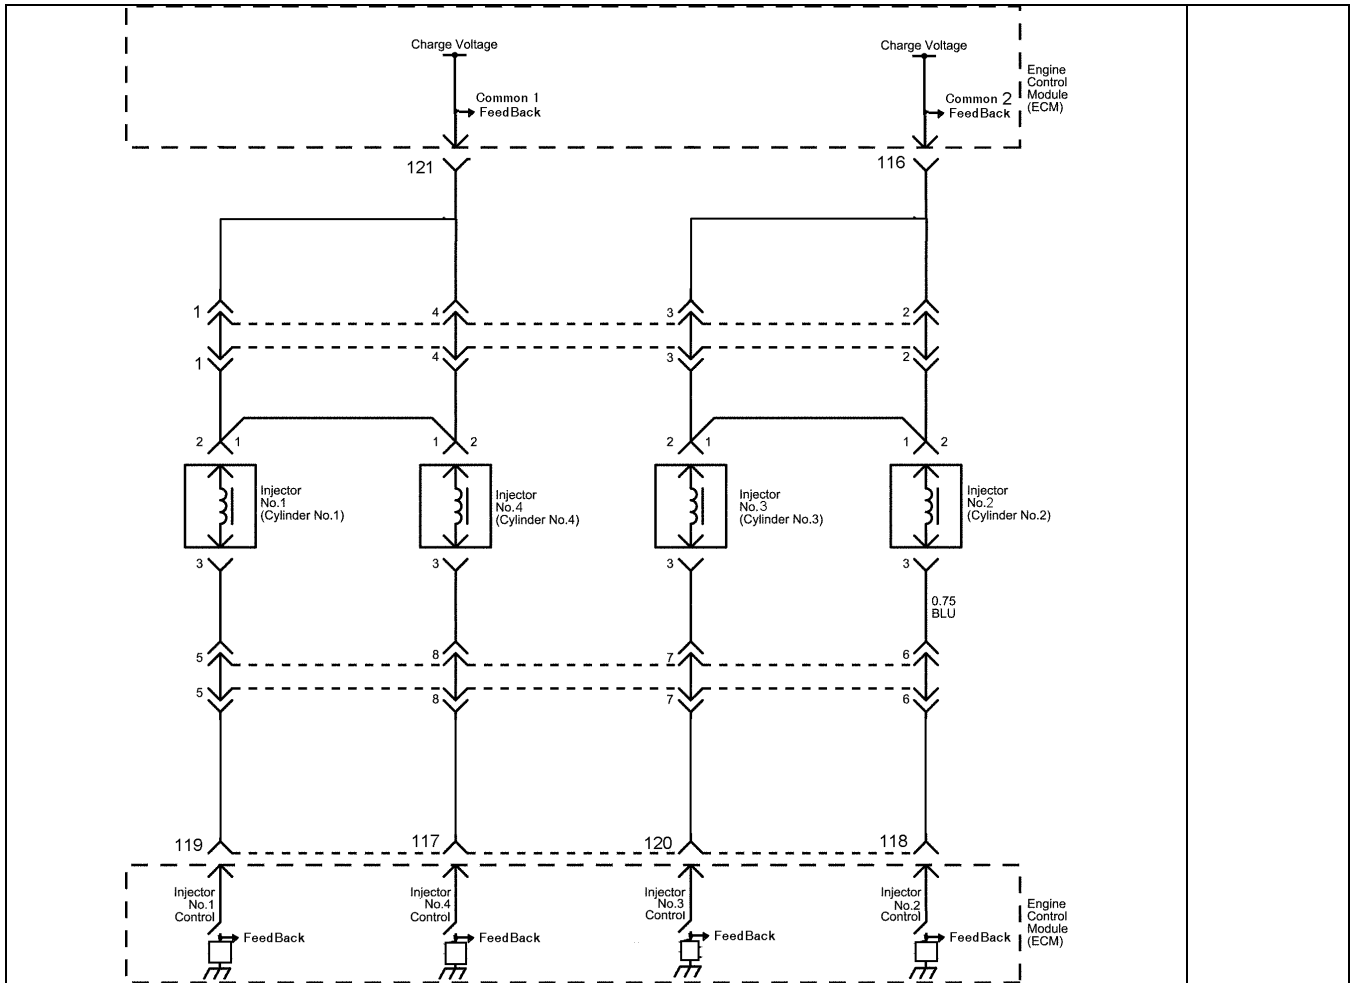 Charge Voltage
Charge Voltage
Engine
Control
Module
(ECM)
Common 1
FeedBack
Common 2
FeedBack
121
116
1
4
3
2
1
4
3
2
2
1
1
2
2
1
1
2
Injector
No.1
(Cylinder No.1)
Injector
No.4
(Cylinder No.4)
Injector
No.3
(Cylinder No.3)
Injector
No.2
(Cylinder No.2)
3
3
3
3
0.75
BLU
5
8
7
6
5
8
7
6
119
117
120
118
Injector
No.1
Control
FeedBack
Injector
No.4
Control
FeedBack
Injector
No.3
Control
FeedBack
Injector
No.2
Control
FeedBack
Engine
Control
Module
(ECM)